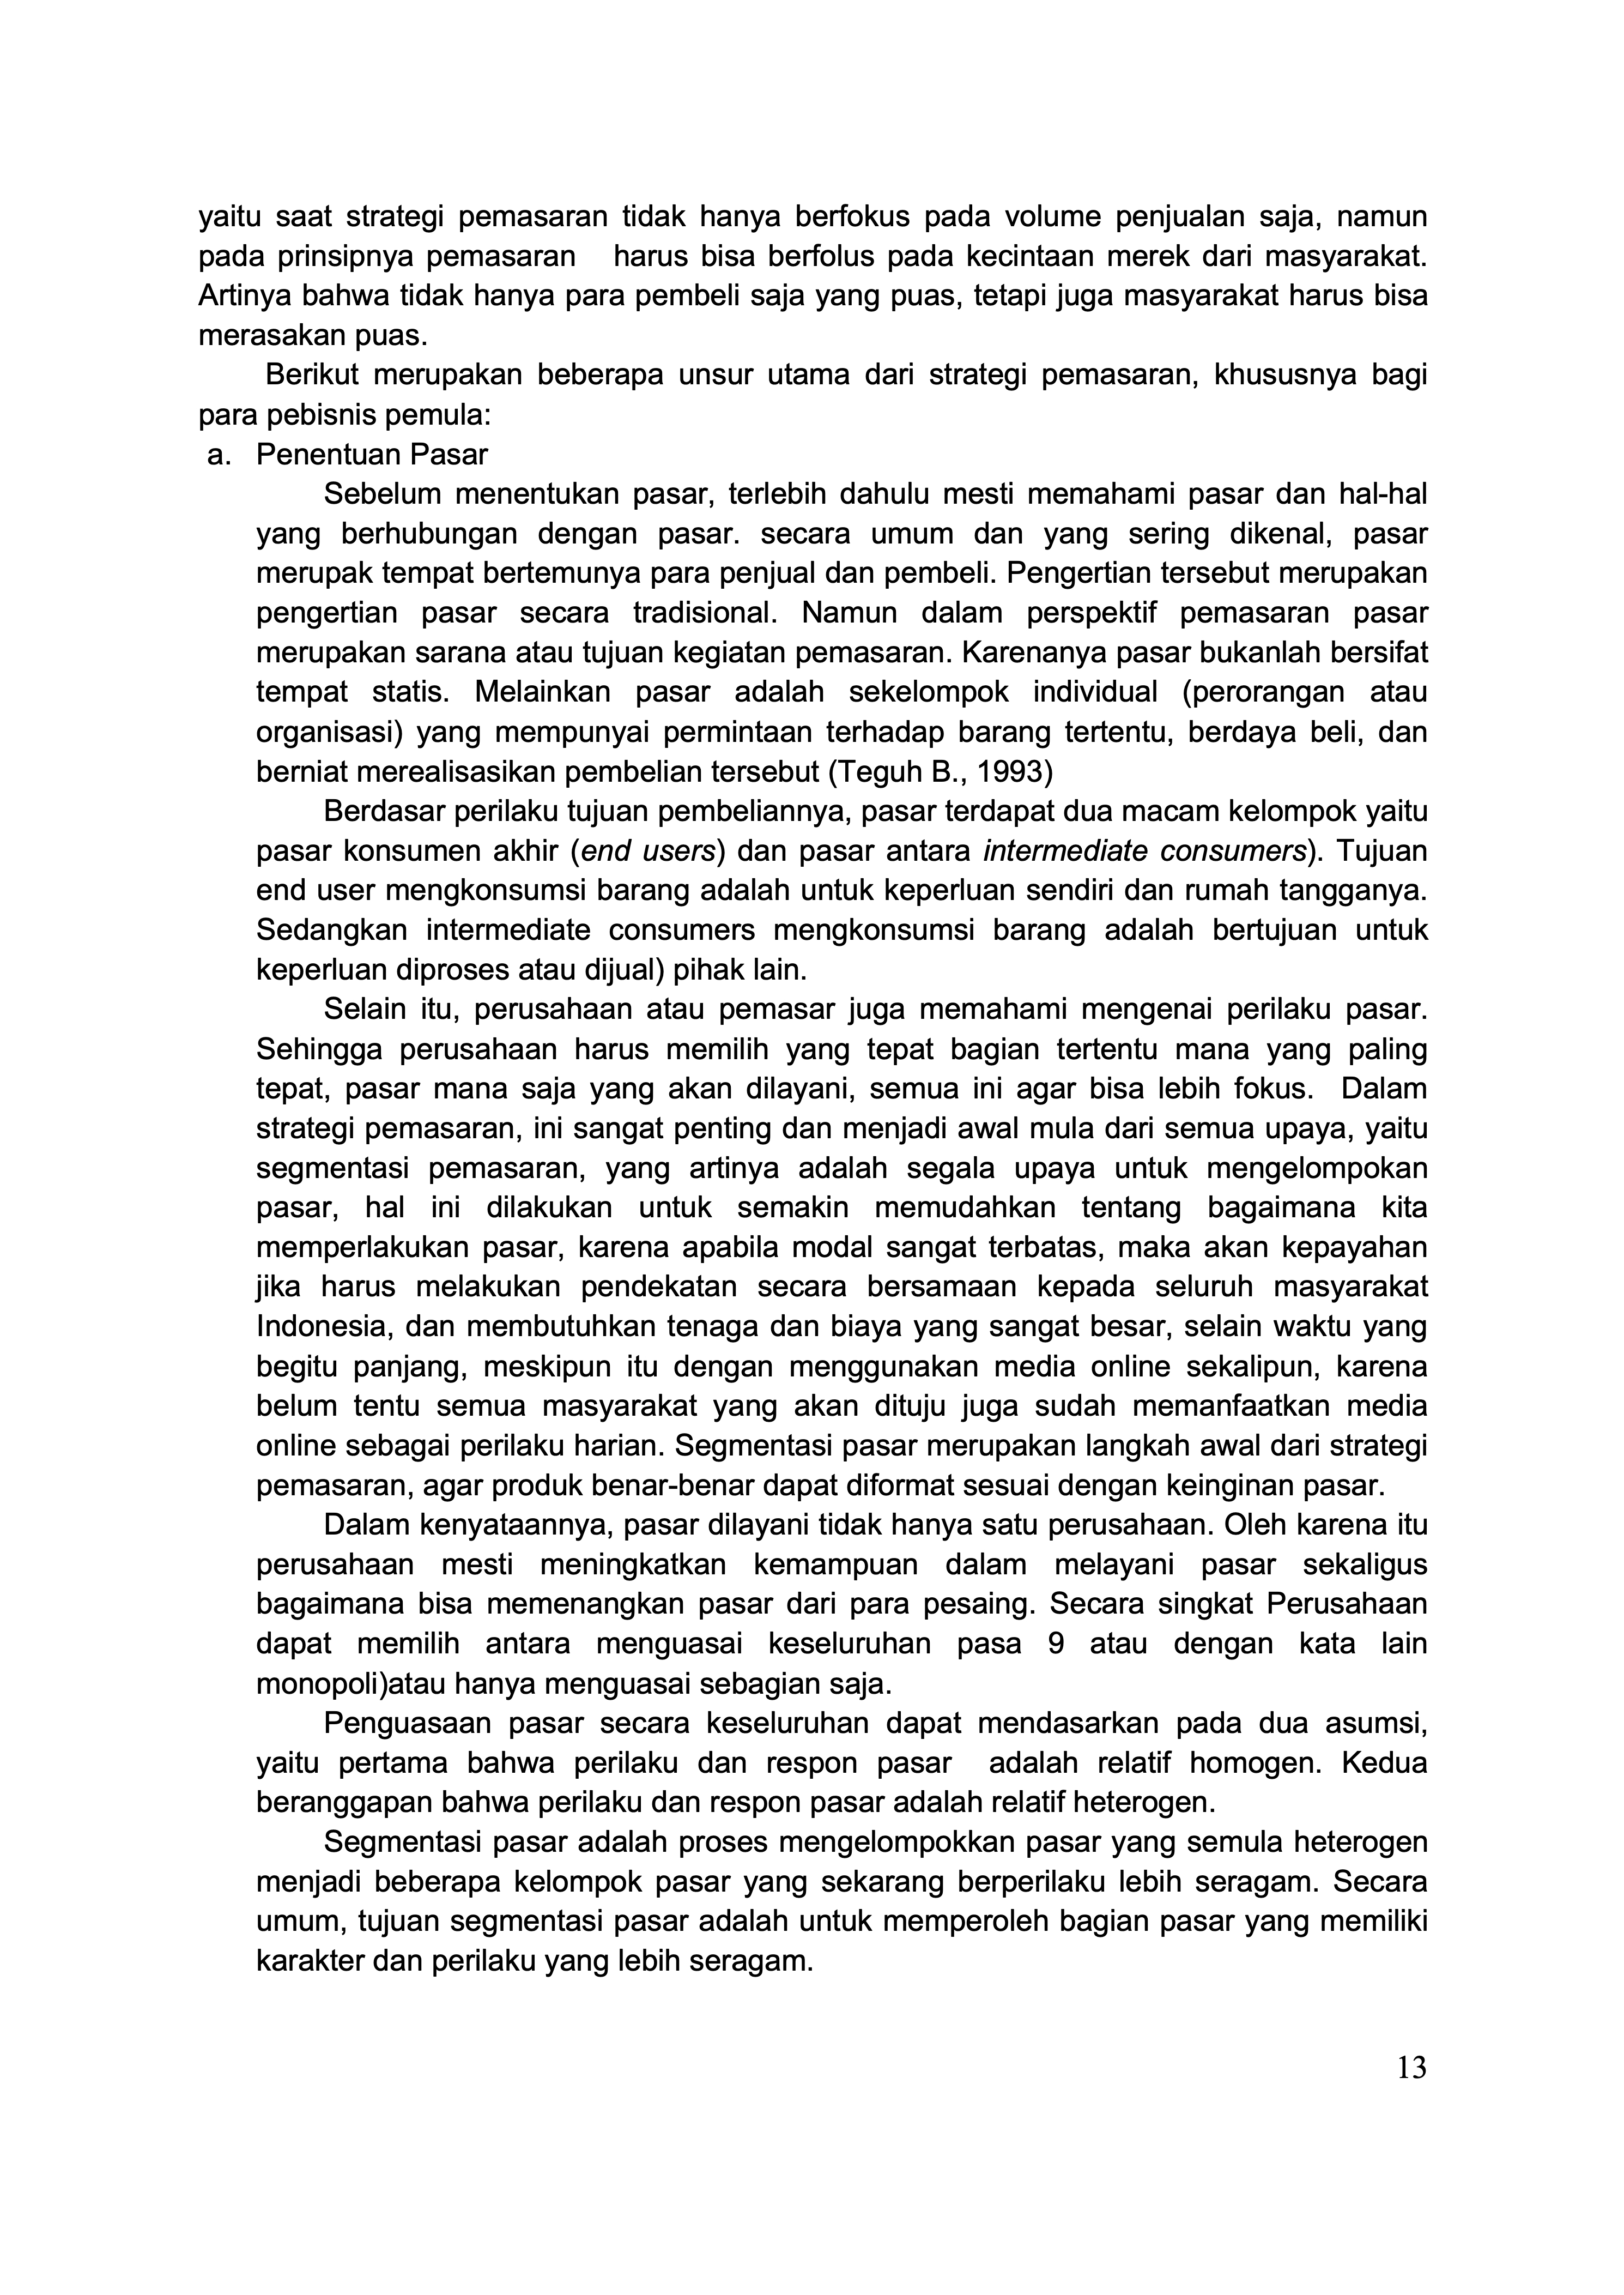 yaitu saat strategi pemasaran tidak hanya berfokus pada volume penjualan saja, namun
pada prinsipnya pemasaran harus bisa berfolus pada kecintaan merek dari masyarakat.
Artinya bahwa tidak hanya para pembeli saja yang puas, tetapi juga masyarakat harus bisa
merasakan puas.
Berikut merupakan beberapa unsur utama dari strategi pemasaran, khususnya bagi
para pebisnis pemula:
a. Penentuan Pasar
Sebelum menentukan pasar, terlebih dahulu mesti memahami pasar dan hal-hal
yang berhubungan dengan pasar. secara umum dan yang sering dikenal, pasar
merupak tempat bertemunya para penjual dan pembeli. Pengertian tersebut merupakan
pengertian pasar secara tradisional. Namun dalam perspektif pemasaran pasar
merupakan sarana atau tujuan kegiatan pemasaran. Karenanya pasar bukanlah bersifat
tempat statis. Melainkan pasar adalah sekelompok individual (perorangan atau
organisasi) yang mempunyai permintaan terhadap barang tertentu, berdaya beli, dan
berniat merealisasikan pembelian tersebut (Teguh B., 1993)
Berdasar perilaku tujuan pembeliannya, pasar terdapat dua macam kelompok yaitu
pasar konsumen akhir (end users) dan pasar antara intermediate consumers). Tujuan
end user mengkonsumsi barang adalah untuk keperluan sendiri dan rumah tangganya.
Sedangkan intermediate consumers mengkonsumsi barang adalah bertujuan untuk
keperluan diproses atau dijual) pihak lain.
Selain itu, perusahaan atau pemasar juga memahami mengenai perilaku pasar.
Sehingga perusahaan harus memilih yang tepat bagian tertentu mana yang paling
tepat, pasar mana saja yang akan dilayani, semua ini agar bisa lebih fokus. Dalam
strategi pemasaran, ini sangat penting dan menjadi awal mula dari semua upaya, yaitu
segmentasi pemasaran, yang artinya adalah segala upaya untuk mengelompokan
pasar, hal ini dilakukan untuk semakin memudahkan tentang bagaimana kita
memperlakukan pasar, karena apabila modal sangat terbatas, maka akan kepayahan
jika harus melakukan pendekatan secara bersamaan kepada seluruh masyarakat
Indonesia, dan membutuhkan tenaga dan biaya yang sangat besar, selain waktu yang
begitu panjang, meskipun itu dengan menggunakan media online sekalipun, karena
belum tentu semua masyarakat yang akan dituju juga sudah memanfaatkan media
online sebagai perilaku harian. Segmentasi pasar merupakan langkah awal dari strategi
pemasaran, agar produk benar-benar dapat diformat sesuai dengan keinginan pasar.
Dalam kenyataannya, pasar dilayani tidak hanya satu perusahaan. Oleh karena itu
perusahaan mesti meningkatkan kemampuan dalam melayani pasar sekaligus
bagaimana bisa memenangkan pasar dari para pesaing. Secara singkat Perusahaan
dapat memilih antara menguasai keseluruhan pasa 9 atau dengan kata lain
monopoli)atau hanya menguasai sebagian saja.
Penguasaan pasar secara keseluruhan dapat mendasarkan pada dua asumsi,
yaitu pertama bahwa perilaku dan respon pasar adalah relatif homogen. Kedua
beranggapan bahwa perilaku dan respon pasar adalah relatif heterogen.
Segmentasi pasar adalah proses mengelompokkan pasar yang semula heterogen
menjadi beberapa kelompok pasar yang sekarang berperilaku lebih seragam. Secara
umum, tujuan segmentasi pasar adalah untuk memperoleh bagian pasar yang memiliki
karakter dan perilaku yang lebih seragam.
13